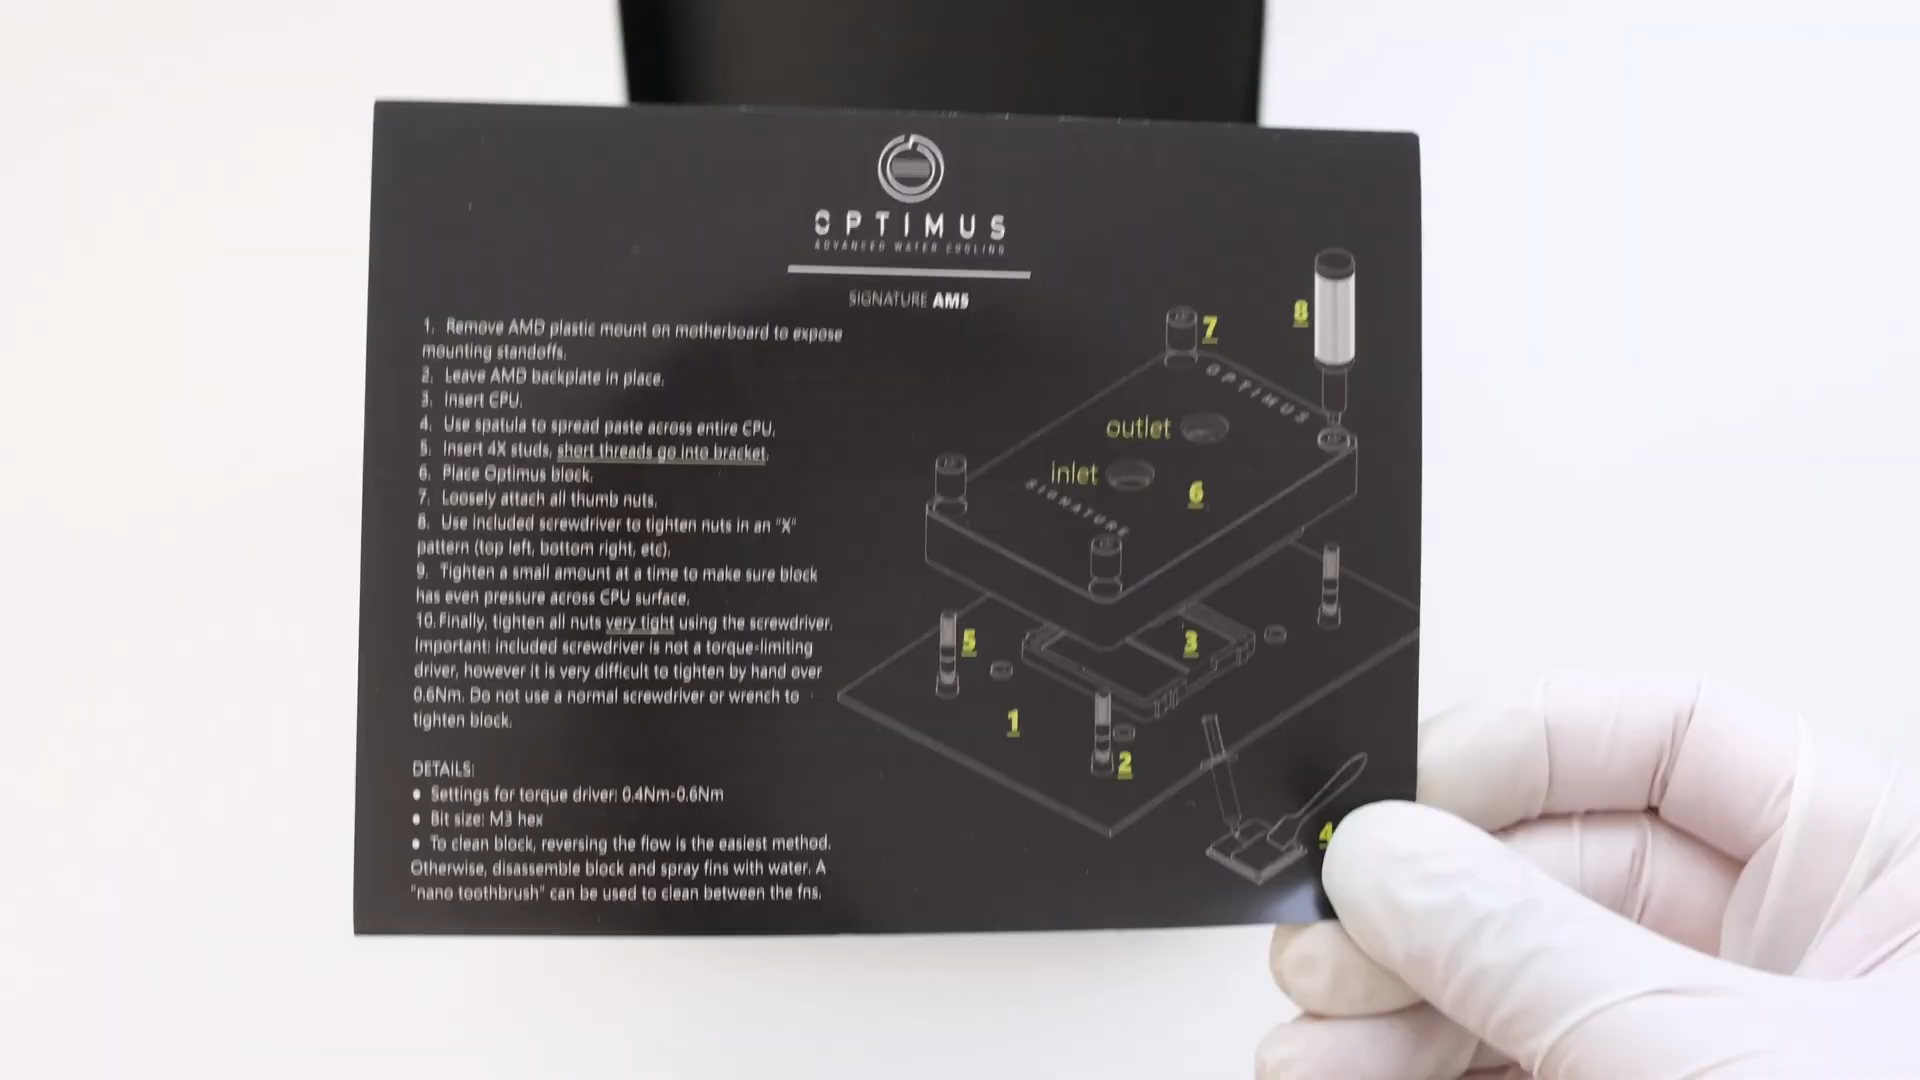 OPTIMUS
ADVANCED WATER COOLING
SIGNATURE AM5
1. Remove AMD plastic mount on motherboard to expose
mounting standoffs.
2. Leave AMD backplate in place.
3. Insert CPU.
4. Use spatula to spread paste across entire CPU.
5. Insert 4X studs, short threads go into bracket.
6. Place Optimus block.
7. Loosely attach all thumb nuts.
8. Use included screwdriver to tighten nuts in an "X"
pattern (top left, bottom right, etc).
9. Tighten a small amount at a time to make sure block
has even pressure across CPU surface.
10. Finally, tighten all nuts very tight using the screwdriver.
Important: included screwdriver is not a torque-limiting
driver, however it is very difficult to tighten by hand over
0.6Nm. Do not use a normal screwdriver or wrench to
tighten block.
DETAILS:
• Settings for torque driver: 0.4Nm-0.6Nm
• Bit size: M3 hex
• To clean block, reversing the flow is the easiest method.
Otherwise, disassemble block and spray fins with water. A
"nano toothbrush" can be used to clean between the fns.
7
8
OPTIMUS
outlet
inlet
6
SIGNATURE
5
3
1
2
4